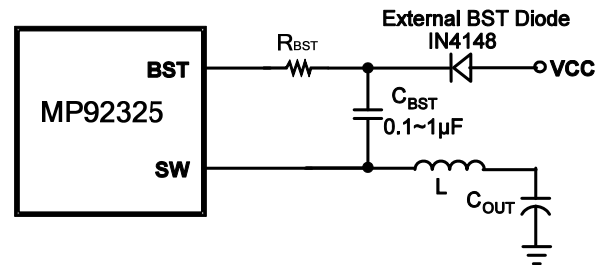 External BST Diode
IN4148
RBST
BST
VCC
MP92325
CBST
0.1~1µF
SW
L
COUT